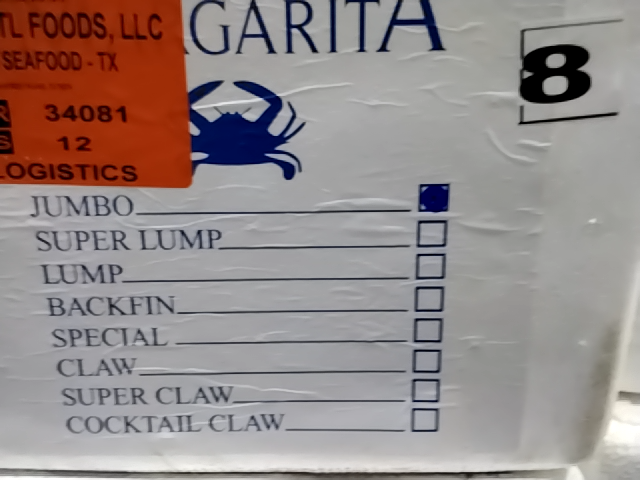 GARITA
TL FOODS, LLC
SEAFOOD - TX
34081
12
LOGISTICS
8
JUMBO
SUPER LUMP
LUMP
BACKFIN
SPECIAL
CLAW
SUPER CLAW
COCKTAIL CLAW